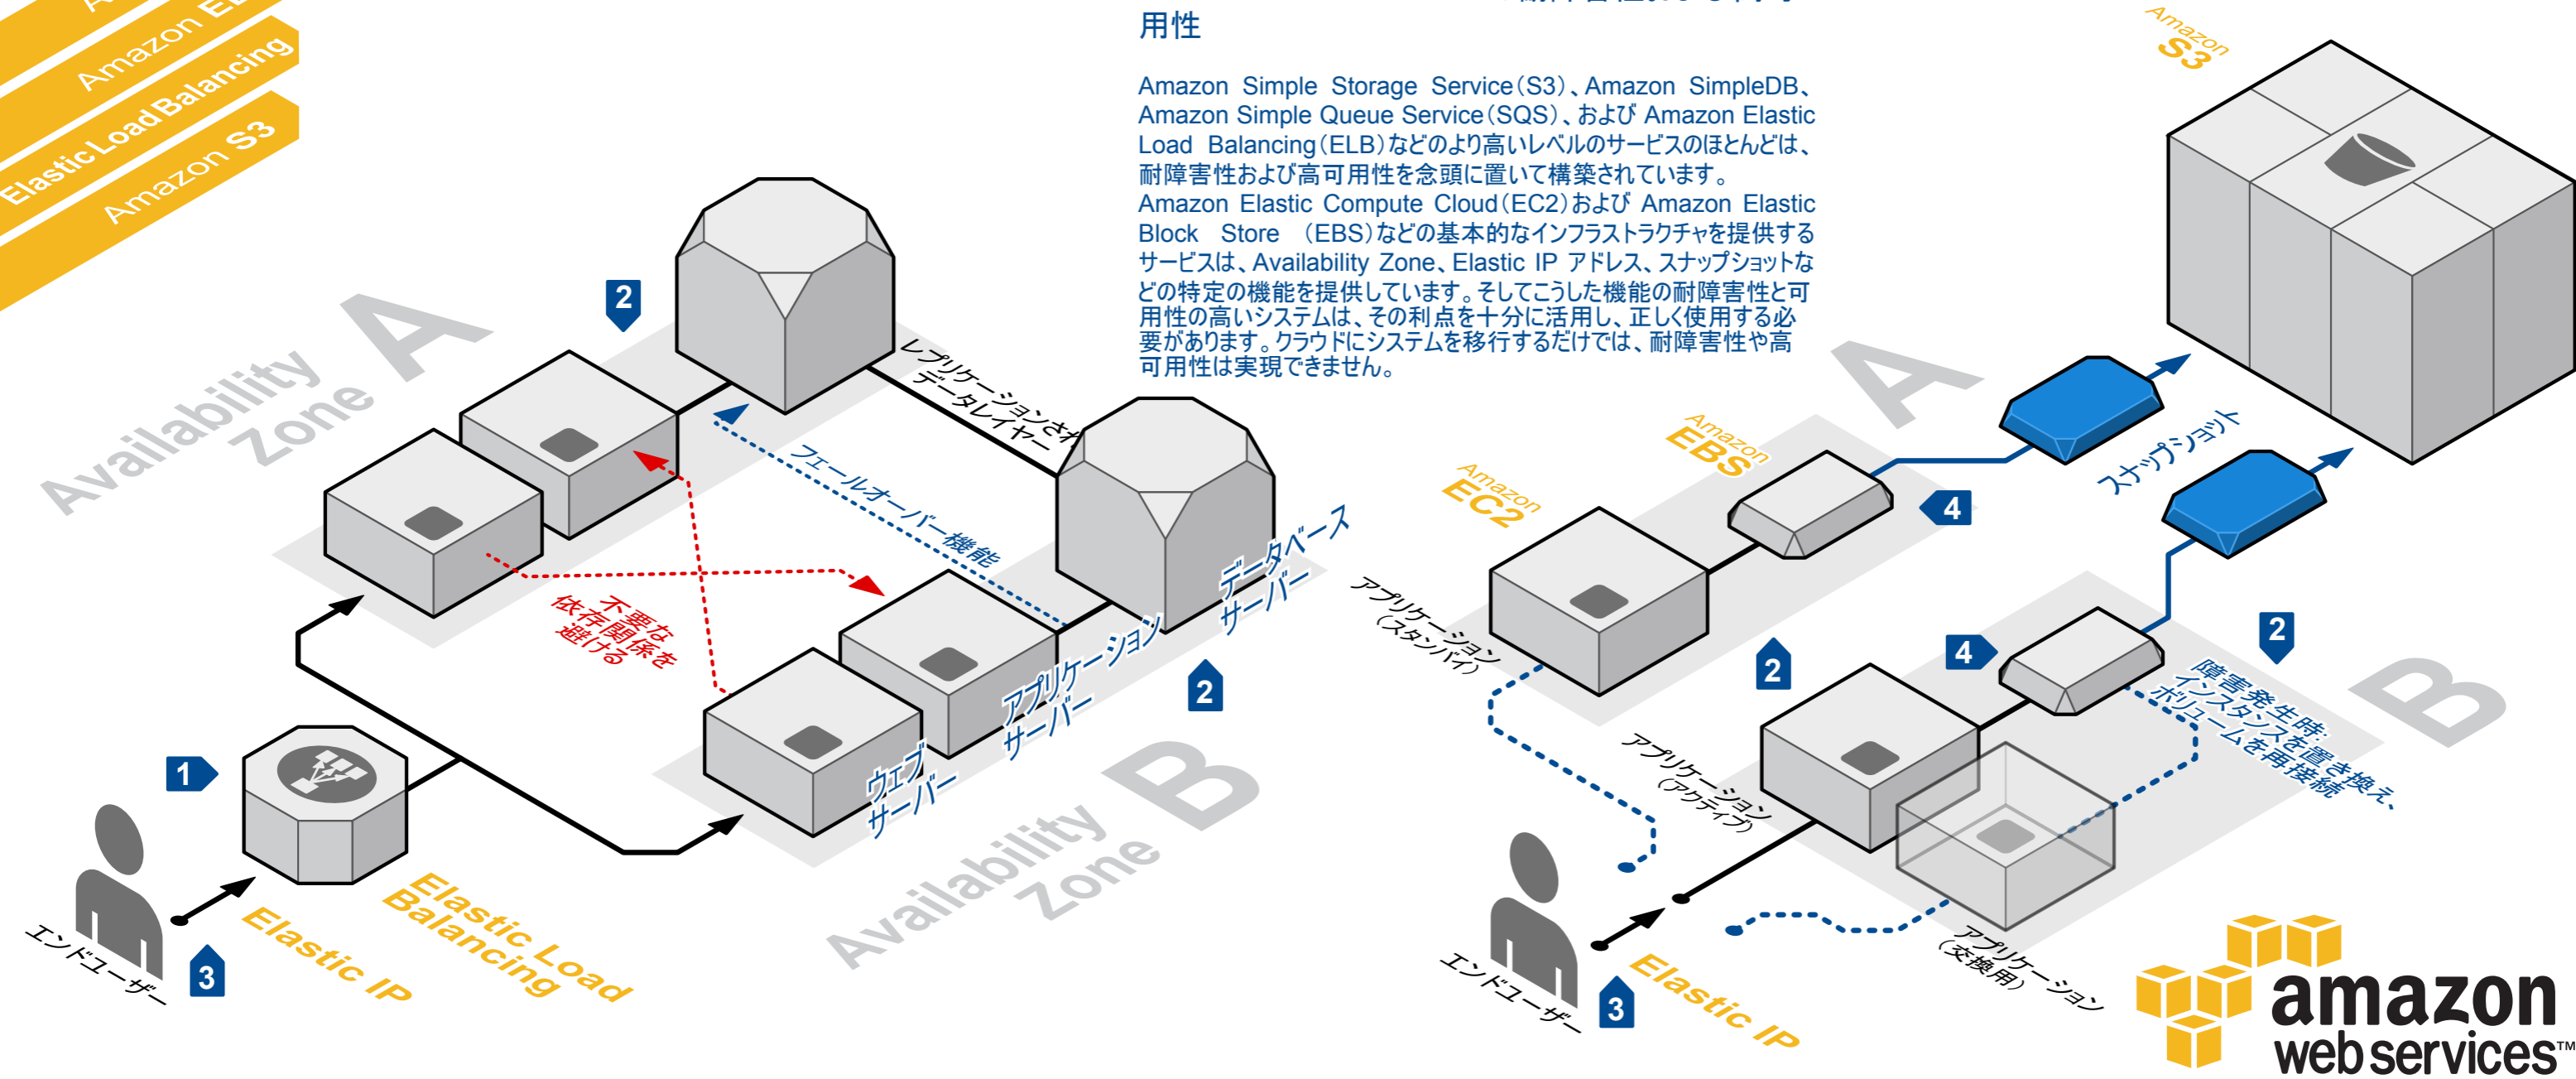 Amazon
Elastic Load Balancing
Amazon S3
用性
Amazon Simple Storage Service(S3)、Amazon SimpleDB、
Amazon Simple Queue Service(SQS)、および Amazon Elastic
Load Balancing(ELB)などのより高いレベルのサービスのほとんどは、
耐障害性および高可用性を念頭に置いて構築されています。
Amazon Elastic Compute Cloud(EC2)および Amazon Elastic
Block Store (EBS)などの基本的なインフラストラクチャを提供する
サービスは、Availability Zone、Elastic IP アドレス、スナップショットな
どの特定の機能を提供しています。そしてこうした機能の耐障害性と可
用性の高いシステムは、その利点を十分に活用し、正しく使用する必
要があります。クラウドにシステムを移行するだけでは、耐障害性や高
可用性は実現できません。
Availability
Zone
A
2
レプリケーションされ
データレイヤー
フェールオーバー機能
不要な
依存関係を
避ける
データベース
サーバー
アプリケーション
サーバー
ウェブ
サーバー
2
Availability
Zone
B
1
エンドユーザー
3
Elastic IP
Elastic Load
Balancing
Amazon
S3
A
Amazon
EBS
Amazon
EC2
4
スナップショット
アプリケーション
(スタンバイ)
2
4
2
障害発生時:
インスタンスを置き換え、
ボリュームを再接続
B
アプリケーション
(アクティブ)
アプリケーション
(交換用)
エンドユーザー
3
Elastic IP
amazon
web services™